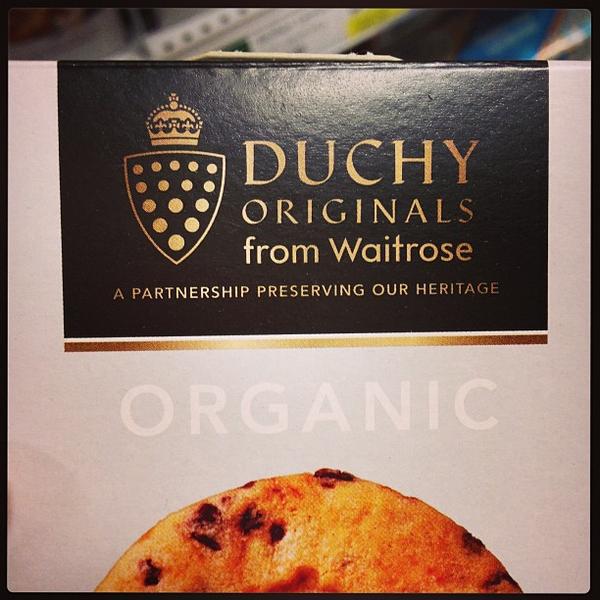 DUCHY
ORIGINALS
from Waitrose
A PARTNERSHIP PRESERVING OUR HERITAGE
ORGANIC